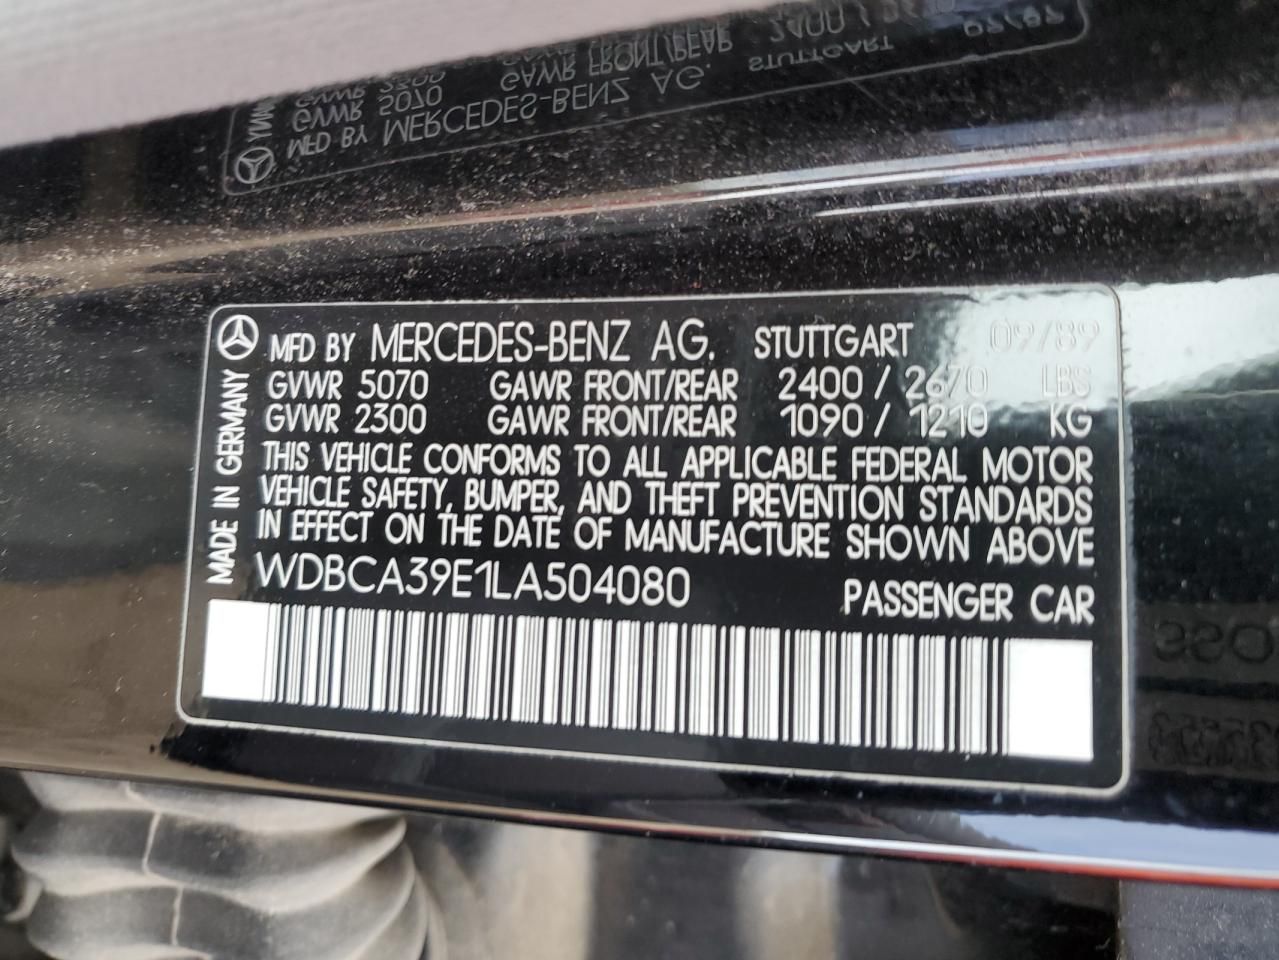 MFD BY MERCEDES-BENZ AG. STUTTGART 09/89
GVWR 5070 GAWR FRONT/REAR 2400 / 2670 LBS
GVWR 2300 GAWR FRONT/REAR 1090 / 1210 KG
THIS VEHICLE CONFORMS TO ALL APPLICABLE FEDERAL MOTOR
VEHICLE SAFETY, BUMPER, AND THEFT PREVENTION STANDARDS
IN EFFECT ON THE DATE OF MANUFACTURE SHOWN ABOVE
WDBCA39E1LA504080 PASSENGER CAR
MADE IN GERMANY